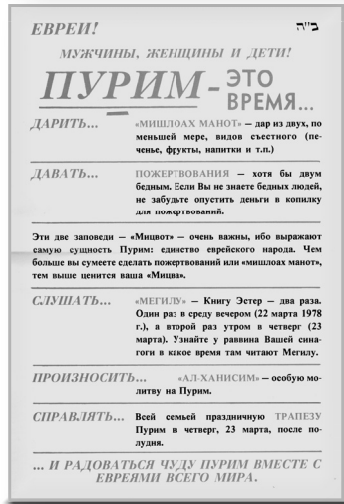 ЕВРЕИ!
ב״ה
МУЖЧИНЫ, ЖЕНЩИНЫ И ДЕТИ!
ПУРИМ - ЭТО
ВРЕМЯ...
ДАРИТЬ... «МИШЛОАХ МАНОТ» — дар из двух, по
меньшей мере, видов съестного (пе-
ченье, фрукты, напитки и т.п.)
ДАВАТЬ... ПОЖЕРТВОВАНИЯ — хотя бы двум
бедным. Если Вы не знаете бедных людей,
не забудьте опустить деньги в копилку
для пожертвований.
Эти две заповеди — «Мицвот» — очень важны, ибо выражают
самую сущность Пурим: единство еврейского народа. Чем
больше вы сумеете сделать пожертвований или «мишлоах манот»,
тем выше ценится ваша «Мицва».
СЛУШАТЬ... «МЕГИЛУ» — Книгу Эстер — два раза.
Один раз в среду вечером (22 марта 1978
г.), а второй раз утром в четверг (23
марта). Узнайте у раввина Вашей сина-
гоги в какое время там читают Мегилу.
ПРОИЗНОСИТЬ... «АЛ-ХАНИСИМ» — особую мо-
литву на Пурим.
СПРАВЛЯТЬ... Всей семьей праздничную ТРАПЕЗУ
Пурим в четверг, 23 марта, после по-
лудня.
... И РАДОВАТЬСЯ ЧУДУ ПУРИМ ВМЕСТЕ С
ЕВРЕЯМИ ВСЕГО МИРА.